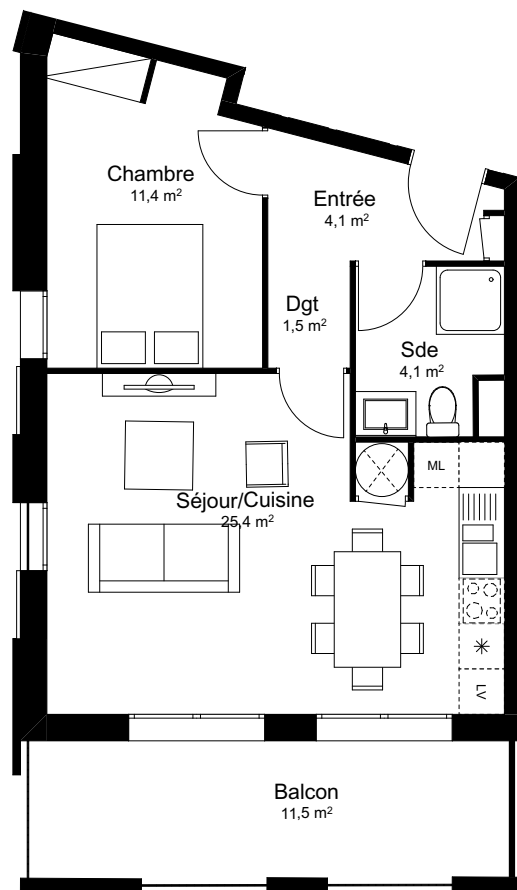 Chambre
11,4 m²
Entrée
4,1 m²
Dgt
1,5 m²
Sde
4,1 m²
ML
Séjour/Cuisine
25,4 m²
LV
Balcon
11,5 m²